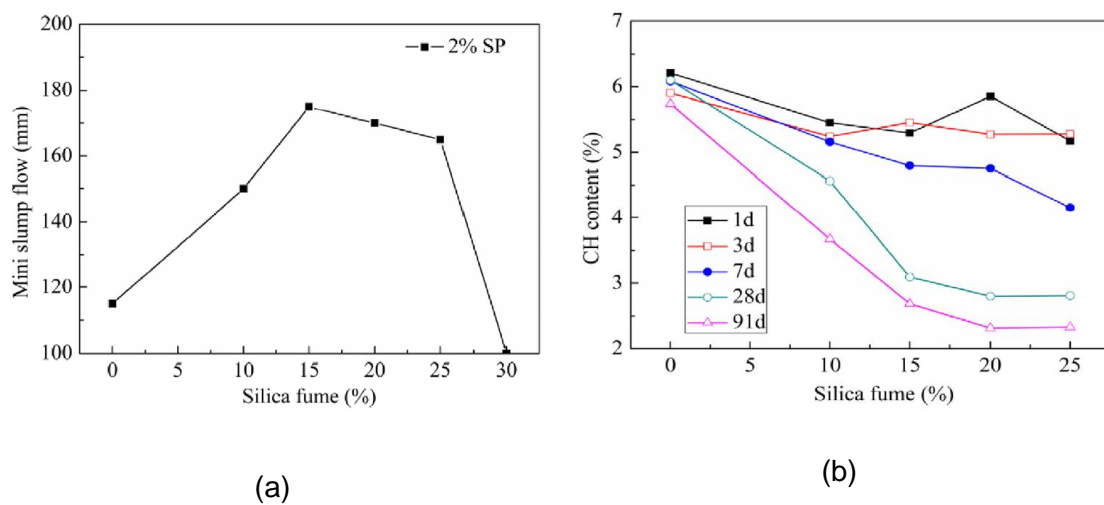 200
180
160
140
120
100
Mini slump flow (mm)
2% SP
0 5 10 15 20 25 30
Silica fume (%)
(a)
7
6
5
4
3
2
CH content (%)
1d
3d
7d
28d
91d
0 5 10 15 20 25
Silica fume (%)
(b)